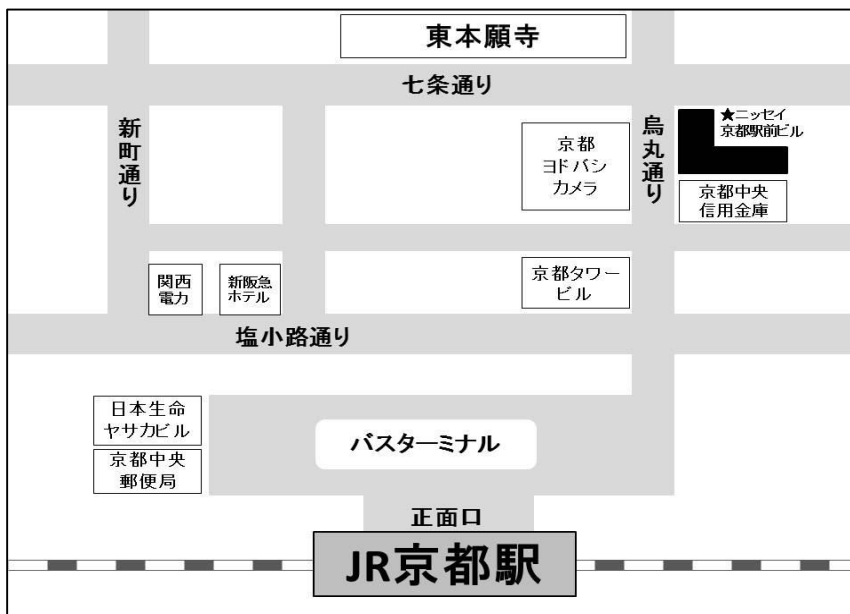 東本願寺
七条通り
新町通り
烏丸通り
★ニッセイ
京都駅前ビル
京都
ヨドバシ
カメラ
京都中央
信用金庫
関西
電力
新阪急
ホテル
京都タワー
ビル
塩小路通り
日本生命
ヤサカビル
京都中央
郵便局
バスターミナル
正面口
JR京都駅